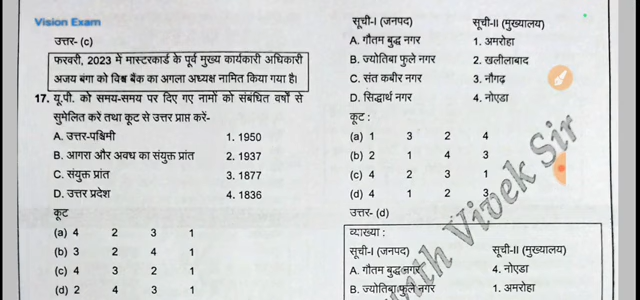 Vision Exam
उत्तर- (c)
फरवरी, 2023 में मास्टरकार्ड के पूर्व मुख्य कार्यकारी अधिकारी
अजय बंगा को विश्व बैंक का अगला अध्यक्ष नामित किया गया है।
17. यू.पी. को समय-समय पर दिए गए नामों को संबंधित वर्षों से
सुमेलित करें तथा कूट से उत्तर प्राप्त करें-
A. उत्तर-पश्चिमी 1. 1950
B. आगरा और अवध का संयुक्त प्रांत 2. 1937
C. संयुक्त प्रांत 3. 1877
D. उत्तर प्रदेश 4. 1836
कूट
(a) 4 2 3 1
(b) 3 2 4 1
(c) 4 3 2 1
(d) 2 4 3 1
सूची-I (जनपद) सूची-II (मुख्यालय)
A. गौतम बुद्ध नगर 1. अमरोहा
B. ज्योतिबा फुले नगर 2. खलीलाबाद
C. संत कबीर नगर 3. नौगढ़
D. सिद्धार्थ नगर 4. नोएडा
कूट :
(a) 1 3 2 4
(b) 2 1 4 3
(c) 4 2 3 1
(d) 4 1 2 3
उत्तर- (d)
व्याख्या :
सूची-I (जनपद) सूची-II (मुख्यालय)
A. गौतम बुद्ध नगर 4. नोएडा
B. ज्योतिबा फुले नगर 1. अमरोहा
Vivek Sir